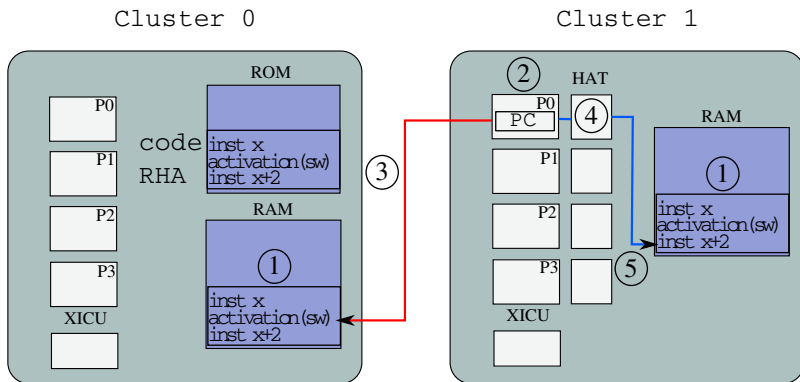 Cluster 0
Cluster 1
ROM
P0
code
RHA
inst x
activation(sw)
inst x+2
P1
P2
P3
XICU
RAM
1
inst x
activation(sw)
inst x+2
3
2
HAT
P0
PC
4
P1
P2
P3
5
XICU
RAM
1
inst x
activation(sw)
inst x+2